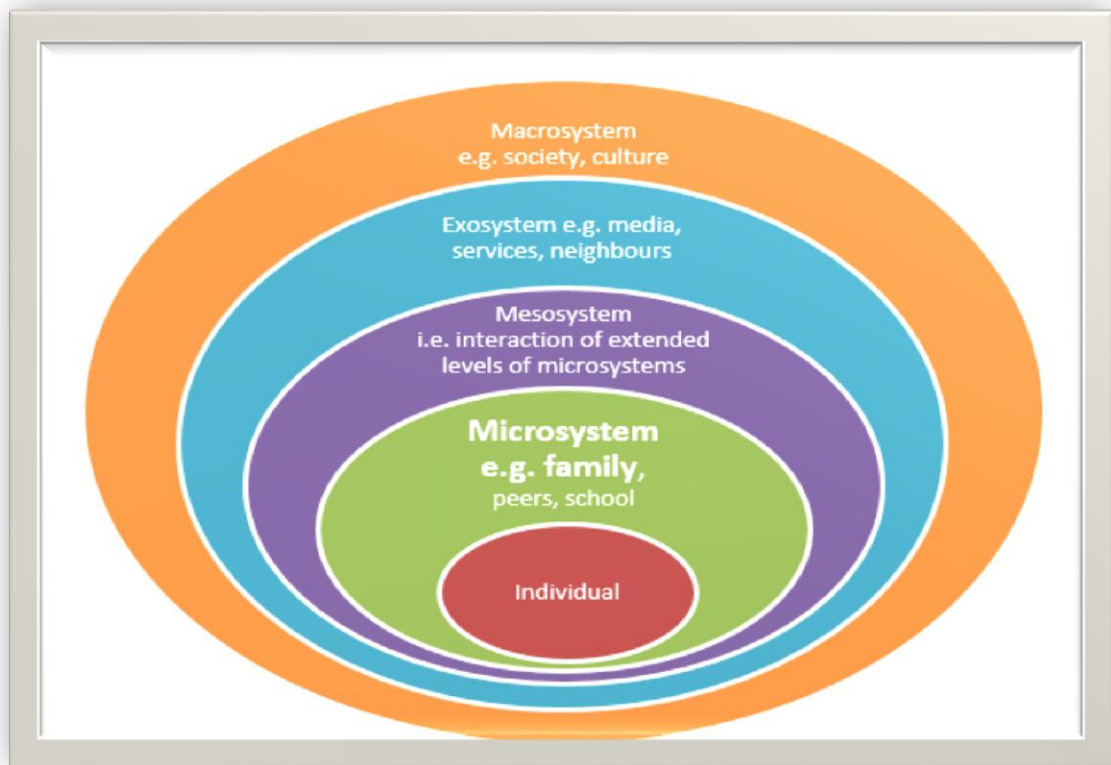 Macrosystem
e.g. society, culture
Exosystem e.g. media,
services, neighbours
Mesosystem
i.e. interaction of extended
levels of microsystems
Microsystem
e.g. family,
peers, school
Individual